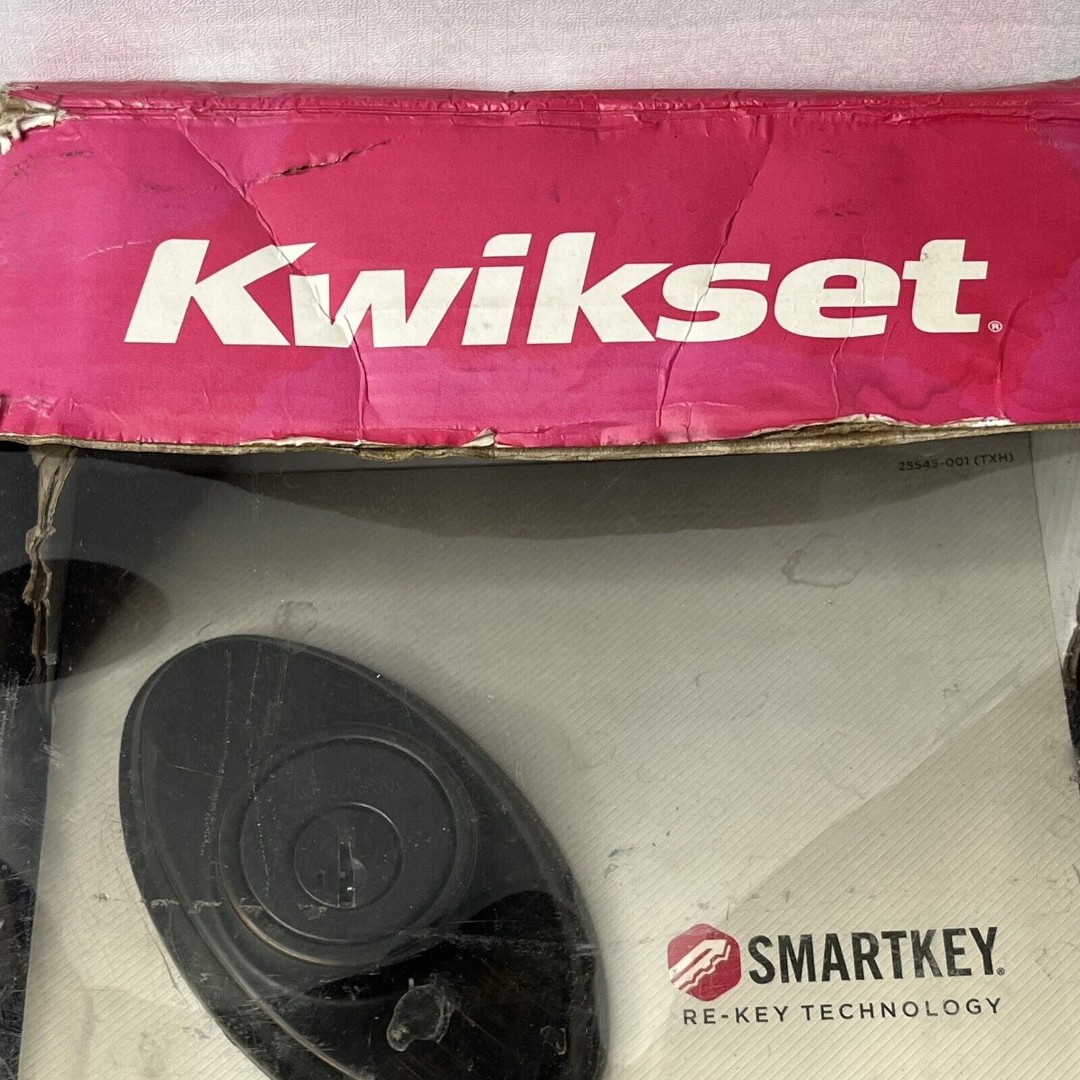 Kwikset®
25545-001 (TXH)
SMARTKEY®
RE-KEY TECHNOLOGY